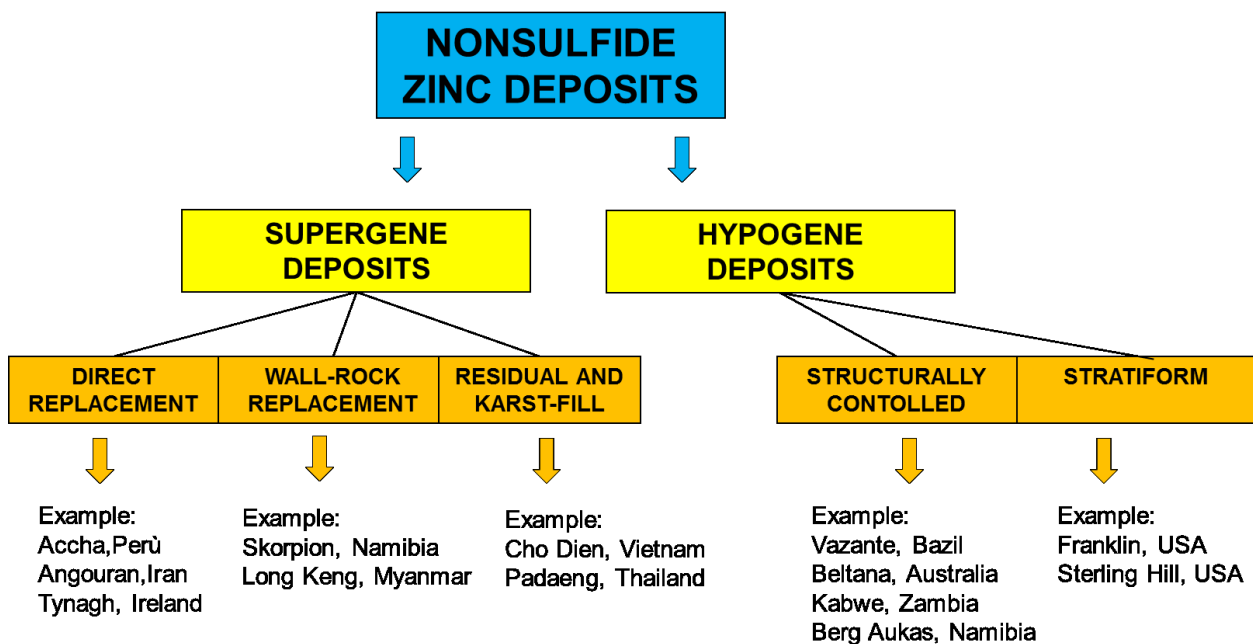 NONSULFIDE
ZINC DEPOSITS
SUPERGENE
DEPOSITS
HYPOGENE
DEPOSITS
DIRECT
REPLACEMENT
WALL-ROCK
REPLACEMENT
RESIDUAL AND
KARST-FILL
STRUCTURALLY
CONTOLLED
STRATIFORM
Example:
Accha,Perù
Angouran,Iran
Tynagh, Ireland
Example:
Skorpion, Namibia
Long Keng, Myanmar
Example:
Cho Dien, Vietnam
Padaeng, Thailand
Example:
Vazante, Bazil
Beltana, Australia
Kabwe, Zambia
Berg Aukas, Namibia
Example:
Franklin, USA
Sterling Hill, USA